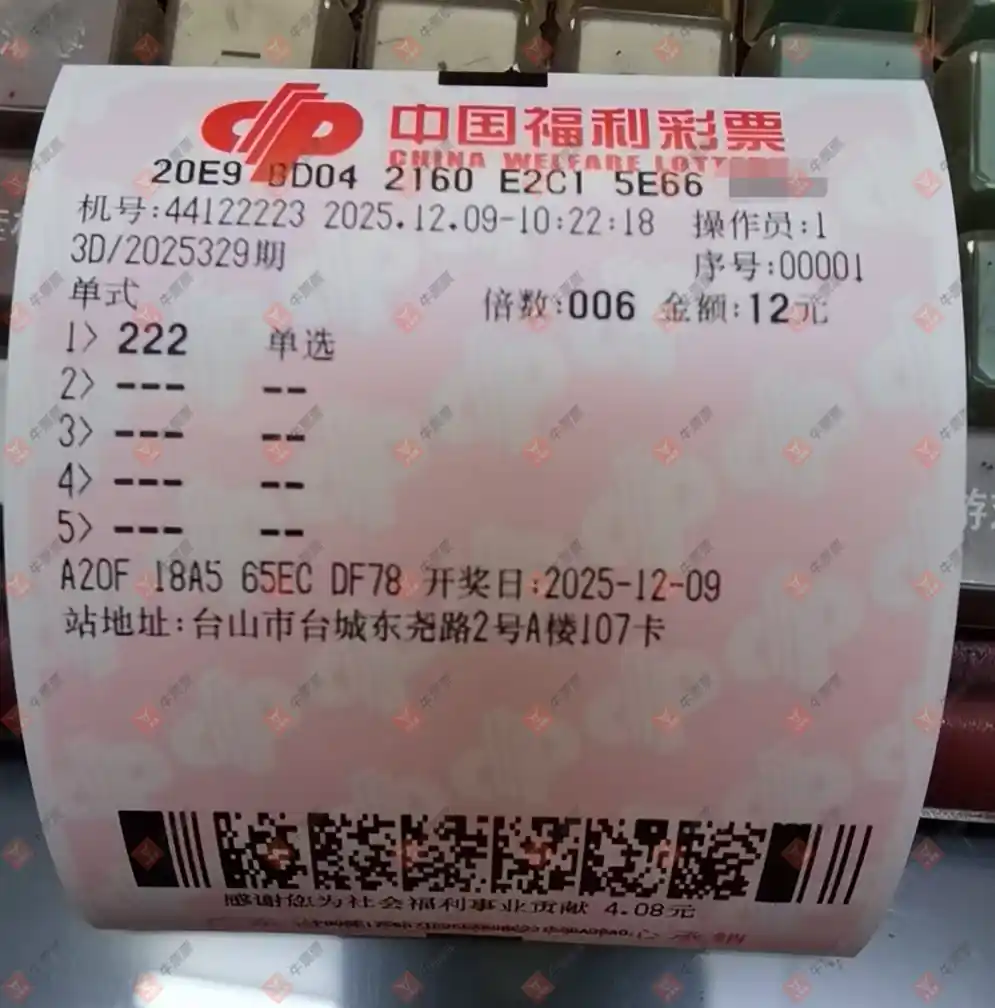 中国福利彩票
CHINA WELFARE LOTT
20E9 BD04 2160 E2C1 5E66
机号:44122223 2025.12.09-10:22:18 操作员:1
3D/2025329期 序号:00001
单式 倍数:006 金额:12元
1> 222 单选
2> --- --
3> --- --
4> --- --
5> --- --
A20F 18A5 65EC DF78 开奖日:2025-12-09
站地址:台山市台城东尧路2号A楼107卡
感谢您为社会福利事业贡献 4.08元